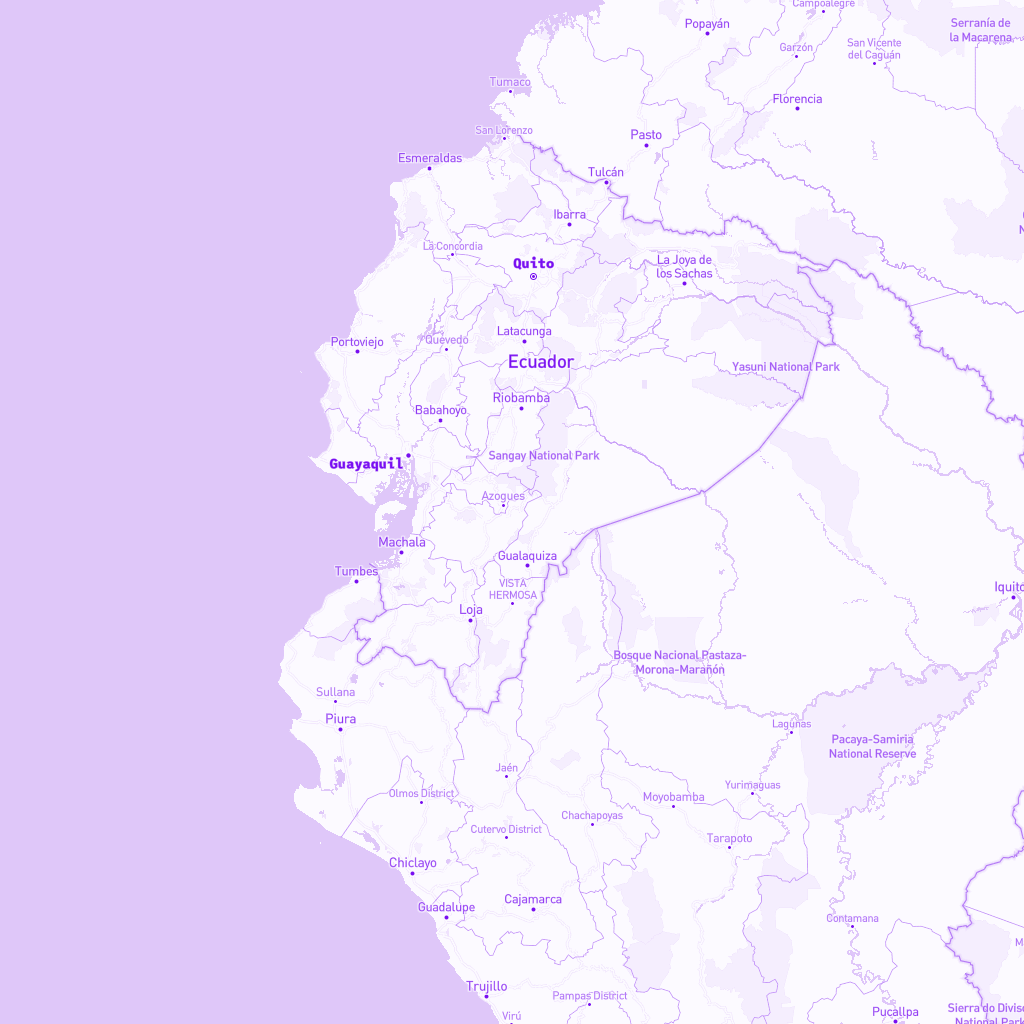 Campoalegre
Popayán
Serranía de
la Macarena
Garzón
San Vicente
del Caguán
Tumaco
Florencia
San Lorenzo
Pasto
Esmeraldas
Tulcán
Ibarra
La Concordia
Quito
La Joya de
los Sachas
Latacunga
Portoviejo
Quevedo
Ecuador
Yasuni National Park
Riobamba
Babahoyo
Guayaquil
Sangay National Park
Azogues
Machala
Gualaquiza
Tumbes
VISTA
HERMOSA
Iquito
Loja
Bosque Nacional Pastaza-
Morona-Marañón
Sullana
Piura
Lagunas
Pacaya-Samiria
National Reserve
Jaén
Yurimaguas
Olmos District
Moyobamba
Chachapoyas
Cutervo District
Tarapoto
Chiclayo
Cajamarca
Guadalupe
Contamana
Trujillo
Pampas District
Sierra do Diviso
National Park
Pucallpa
Virú